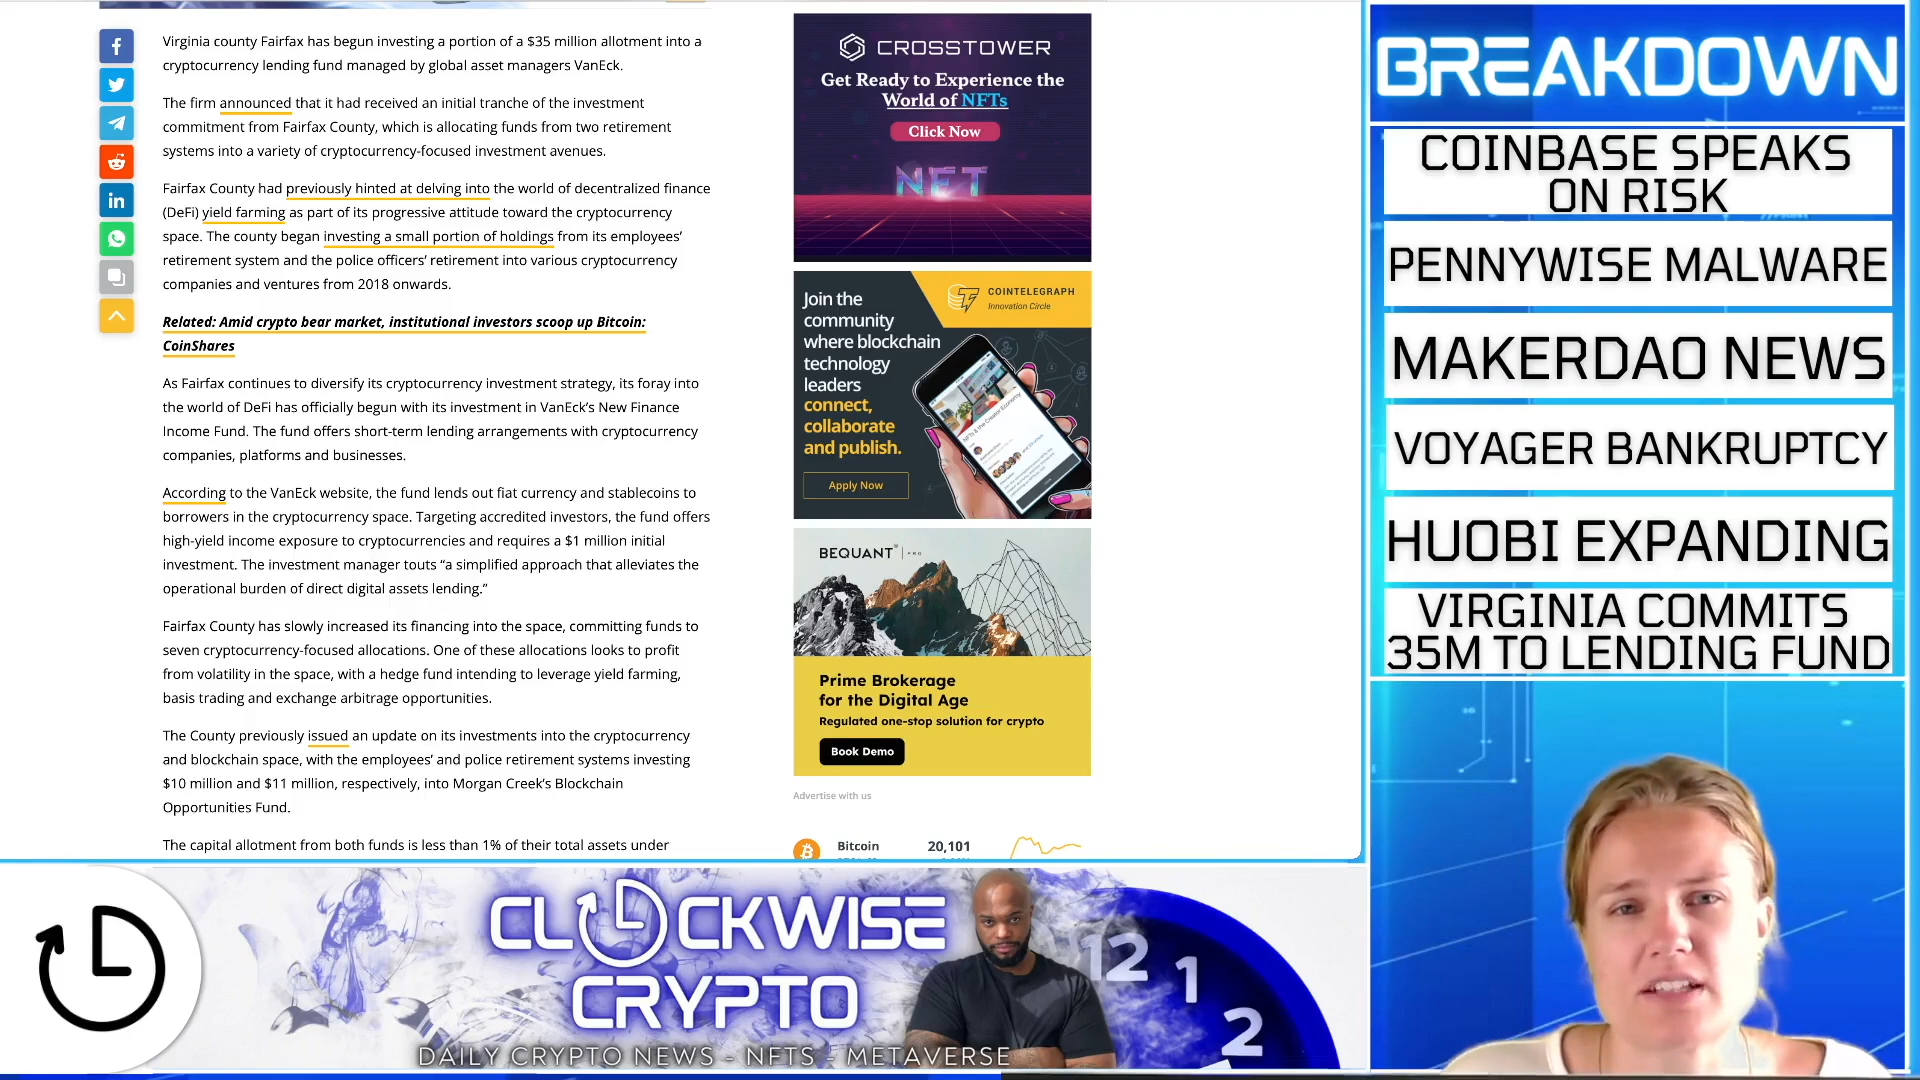 Virginia county Fairfax has begun investing a portion of a $35 million allotment into a
cryptocurrency lending fund managed by global asset managers VanEck.
The firm announced that it had received an initial tranche of the investment
commitment from Fairfax County, which is allocating funds from two retirement
systems into a variety of cryptocurrency-focused investment avenues.
Fairfax County had previously hinted at delving into the world of decentralized finance
(DeFi) yield farming as part of its progressive attitude toward the cryptocurrency
space. The county began investing a small portion of holdings from its employees’
retirement system and the police officers’ retirement into various cryptocurrency
companies and ventures from 2018 onwards.
Related: Amid crypto bear market, institutional investors scoop up Bitcoin:
CoinShares
As Fairfax continues to diversify its cryptocurrency investment strategy, its foray into
the world of DeFi has officially begun with its investment in VanEck’s New Finance
Income Fund. The fund offers short-term lending arrangements with cryptocurrency
companies, platforms and businesses.
According to the VanEck website, the fund lends out fiat currency and stablecoins to
borrowers in the cryptocurrency space. Targeting accredited investors, the fund offers
high-yield income exposure to cryptocurrencies and requires a $1 million initial
investment. The investment manager touts “a simplified approach that alleviates the
operational burden of direct digital assets lending.”
Fairfax County has slowly increased its financing into the space, committing funds to
seven cryptocurrency-focused allocations. One of these allocations looks to profit
from volatility in the space, with a hedge fund intending to leverage yield farming,
basis trading and exchange arbitrage opportunities.
The County previously issued an update on its investments into the cryptocurrency
and blockchain space, with the employees’ and police retirement systems investing
$10 million and $11 million, respectively, into Morgan Creek’s Blockchain
Opportunities Fund.
The capital allotment from both funds is less than 1% of their total assets under
CROSSTOWER
Get Ready to Experience the
World of NFTs
Click Now
NFT
COINTELEGRAPH
Innovation Circle
Join the
community
where blockchain
technology
leaders
connect,
collaborate
and publish.
Apply Now
BEQUANT PRO
Prime Brokerage
for the Digital Age
Regulated one-stop solution for crypto
Book Demo
Advertise with us
Bitcoin 20,101
BREAKDOWN
COINBASE SPEAKS
ON RISK
PENNYWISE MALWARE
MAKERDAO NEWS
VOYAGER BANKRUPTCY
HUOBI EXPANDING
VIRGINIA COMMITS
35M TO LENDING FUND
CLOCKWISE
CRYPTO
DAILY CRYPTO NEWS - NFTS - METAVERSE
12
1
2